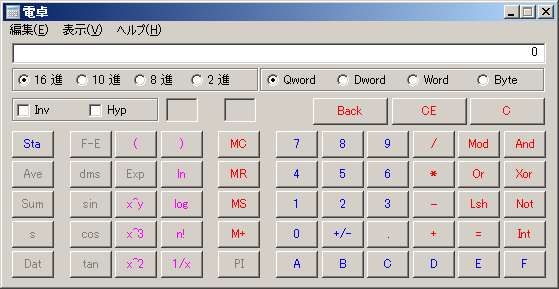 電卓
編集(E) 表示(V) ヘルプ(H)
0
16 進 10 進 8 進 2 進 Qword Dword Word Byte
Inv Hyp Back CE C
Sta F-E ( ) MC 7 8 9 / Mod And
Ave dms Exp ln MR 4 5 6 * Or Xor
Sum sin x^y log MS 1 2 3 - Lsh Not
s cos x^3 n! M+ 0 +/- . + = Int
Dat tan x^2 1/x PI A B C D E F